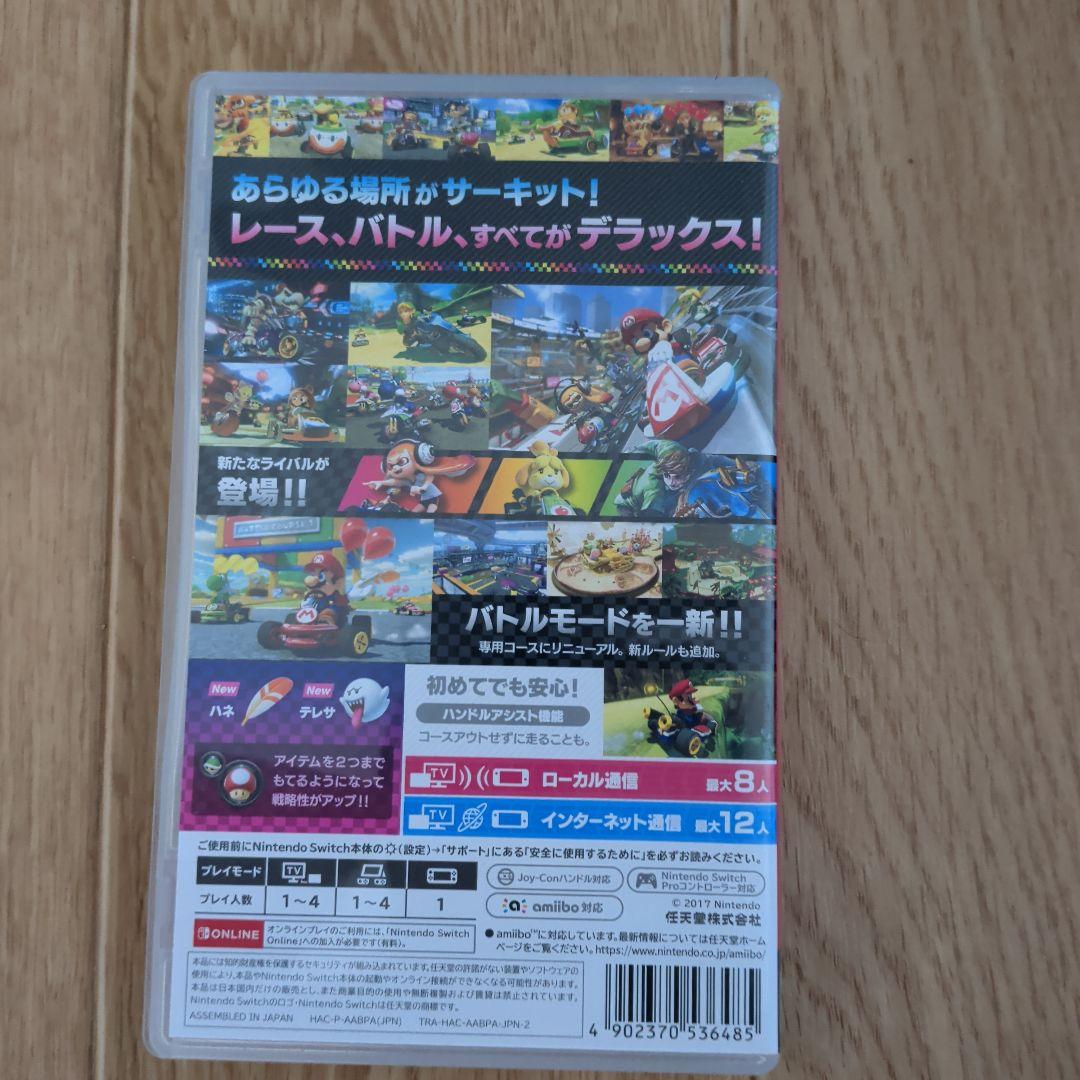 あらゆる場所がサーキット!
レース、バトル、すべてがデラックス!
新たなライバルが
登場!!
バトルモードを一新!!
専用コースにリニューアル。新ルールも追加。
New
ハネ
New
テレサ
アイテムを2つまで
もてるようになって
戦略性がアップ!!
初めてでも安心!
ハンドルアシスト機能
コースアウトせずに走ることも。
TV
ローカル通信 最大8人
TV
インターネット通信 最大12人
ご使用前にNintendo Switch本体の(設定)→「サポート」にある「安全に使用するために」を必ずお読みください。
プレイモード TV
プレイ人数 1~4 1~4 1
Joy-Conハンドル対応
Nintendo Switch
Proコントローラー対応
amiibo 対応
© 2017 Nintendo
任天堂株式会社
ONLINE
オンラインプレイのご利用には、「Nintendo Switch
Online」への加入が必要です(有料)。
●amiibo™に対応しています。最新情報については任天堂ホーム
ページをご覧ください。https://www.nintendo.co.jp/amiibo/
本品には知的財産権を保護するセキュリティが組み込まれています。任天堂の許諾がない装置やソフトウェアの
使用により、本品やNintendo Switch本体の起動やオンライン接続ができなくなる可能性があります。
本品は日本国内だけの販売とし、また商業目的の使用や無断複製および賃貸は禁止されています。
Nintendo Switchのロゴ・Nintendo Switchは任天堂の商標です。
ASSEMBLED IN JAPAN HAC-P-AABPA(JPN) TRA-HAC-AABPA-JPN-2
4 902370 536485